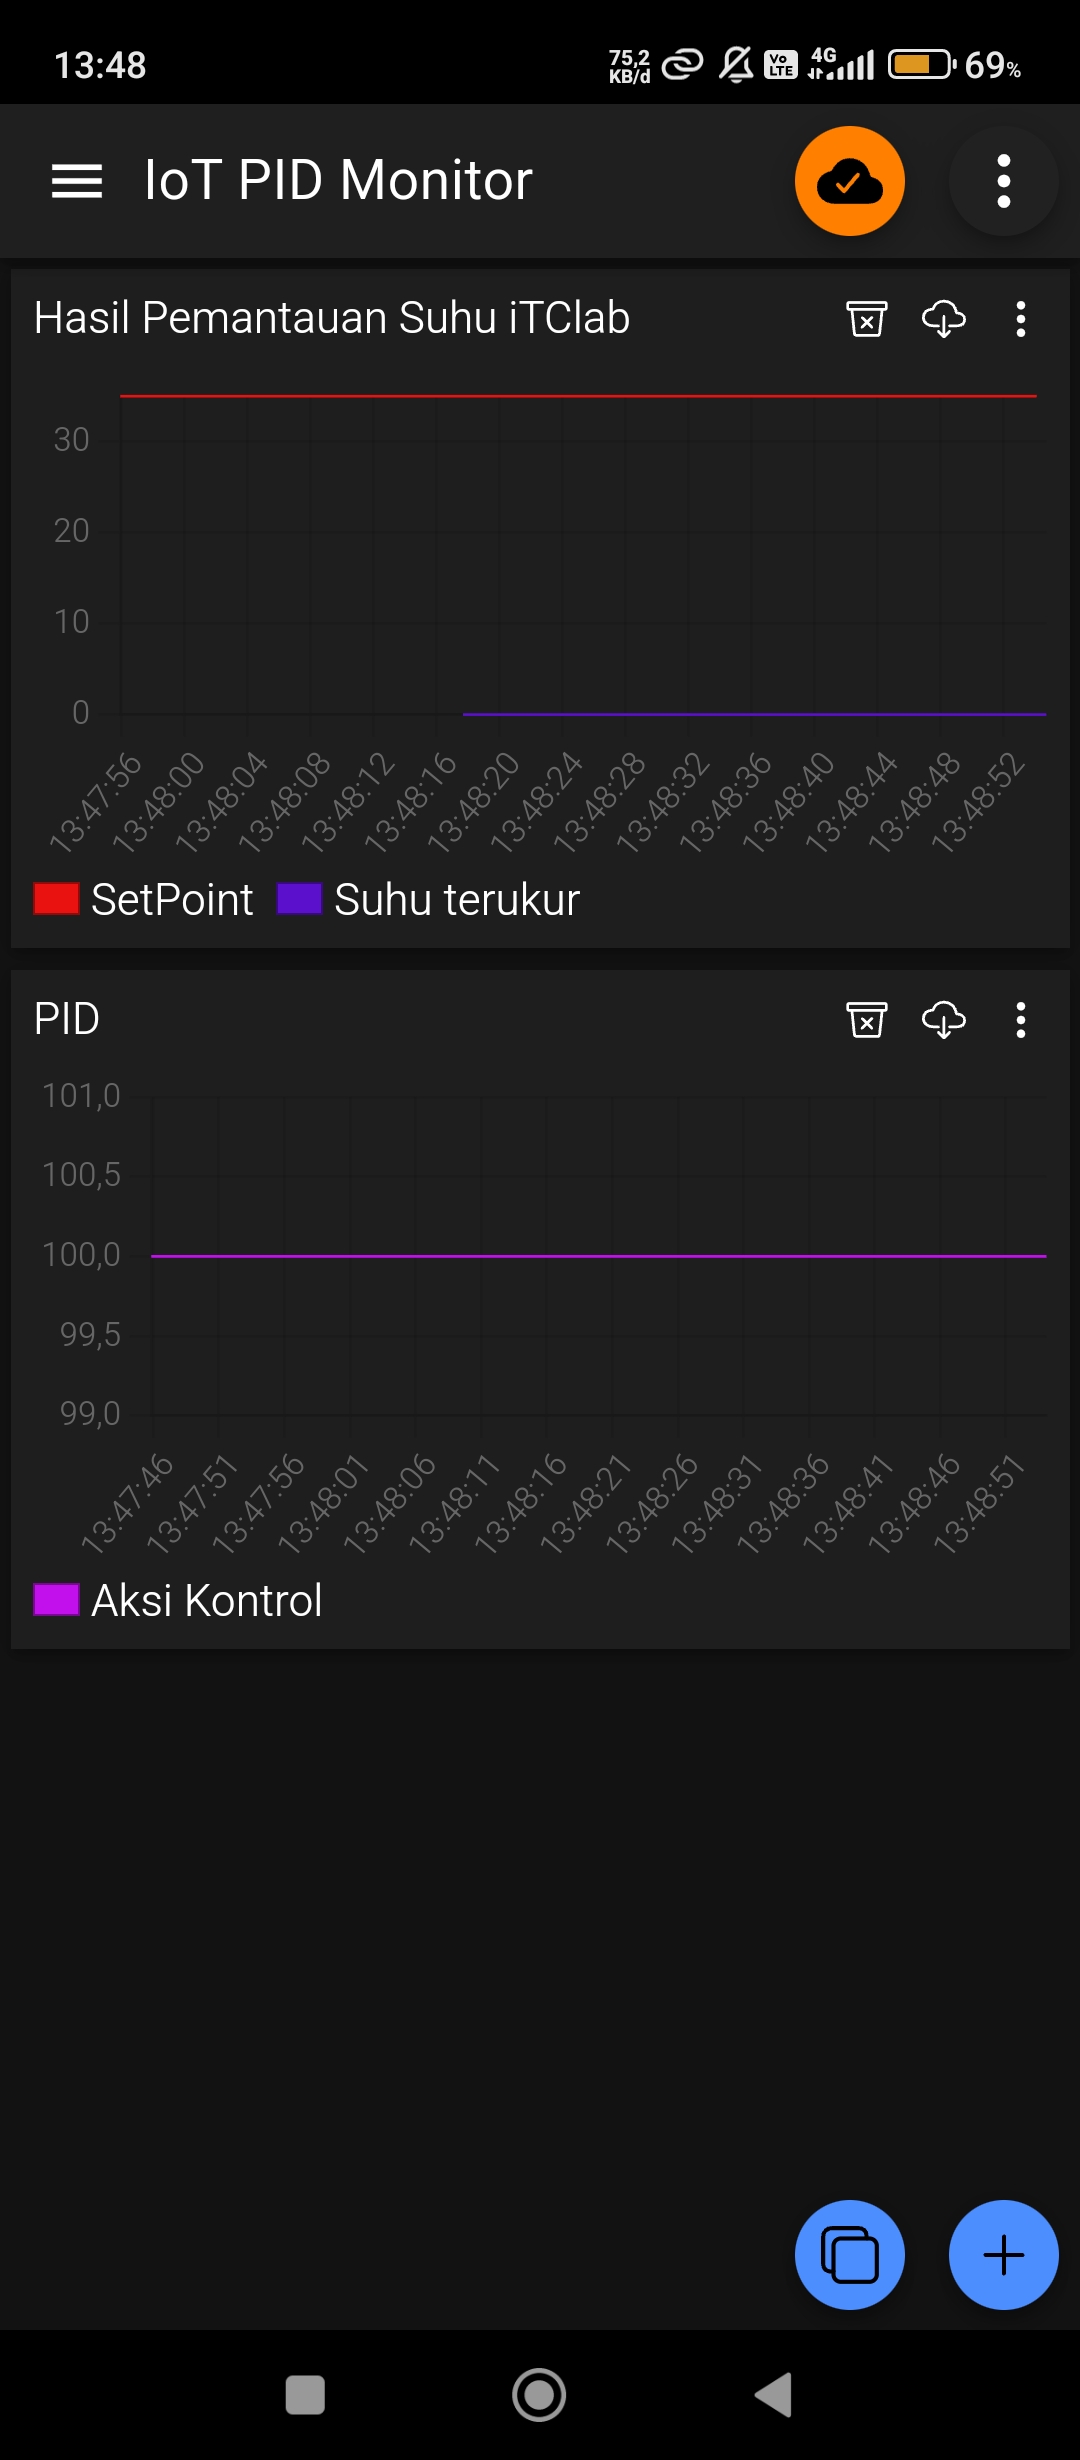 13:48
75,2
KB/d
Vo
LTE
4G
69%
IoT PID Monitor
Hasil Pemantauan Suhu iTClab
30
20
10
0
13:47:56 13:48:00 13:48:04 13:48:08 13:48:12 13:48:16 13:48:20 13:48:24 13:48:28 13:48:32 13:48:36 13:48:40 13:48:44 13:48:48 13:48:52
SetPoint Suhu terukur
PID
101,0
100,5
100,0
99,5
99,0
13:47:46 13:47:51 13:47:56 13:48:01 13:48:06 13:48:11 13:48:16 13:48:21 13:48:26 13:48:31 13:48:36 13:48:41 13:48:46 13:48:51
Aksi Kontrol